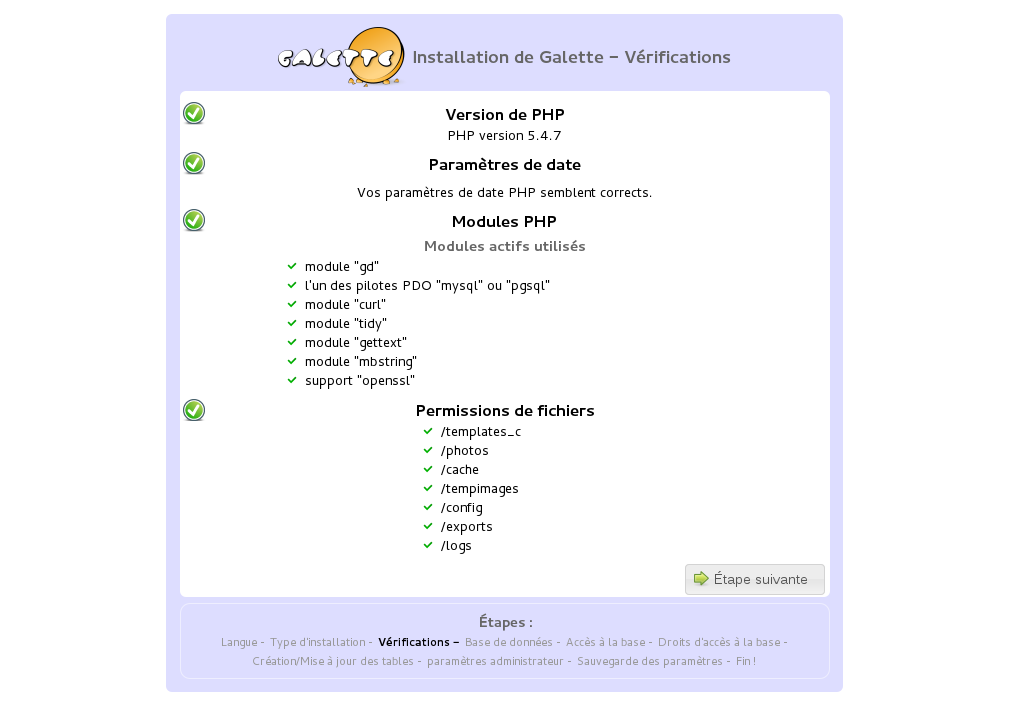 GALETTE Installation de Galette - Vérifications
Version de PHP
PHP version 5.4.7
Paramètres de date
Vos paramètres de date PHP semblent corrects.
Modules PHP
Modules actifs utilisés
module "gd"
l'un des pilotes PDO "mysql" ou "pgsql"
module "curl"
module "tidy"
module "gettext"
module "mbstring"
support "openssl"
Permissions de fichiers
/templates_c
/photos
/cache
/tempimages
/config
/exports
/logs
Étape suivante
Étapes :
Langue - Type d'installation - Vérifications - Base de données - Accès à la base - Droits d'accès à la base -
Création/Mise à jour des tables - paramètres administrateur - Sauvegarde des paramètres - Fin !